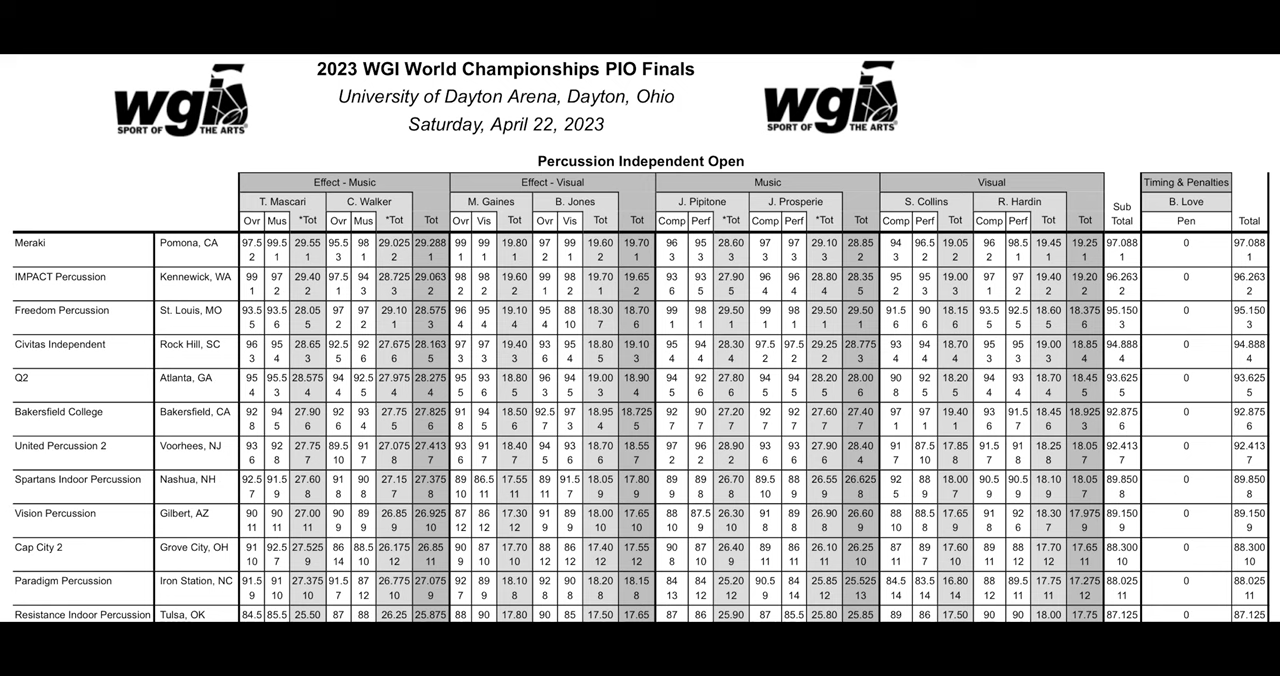 wgi
SPORT OF THE ARTS
2023 WGI World Championships PIO Finals
University of Dayton Arena, Dayton, Ohio
Saturday, April 22, 2023
wgi
SPORT OF THE ARTS
Percussion Independent Open
Effect - Music Effect - Visual Music Visual Timing & Penalties
T. Mascari C. Walker M. Gaines B. Jones J. Pipitone J. Prosperie S. Collins R. Hardin Sub Total B. Love
Ovr Mus *Tot Ovr Mus *Tot Tot Ovr Vis Tot Ovr Vis Tot Tot Comp Perf *Tot Comp Perf *Tot Tot Comp Perf Tot Comp Perf Tot Tot Pen Total
Meraki Pomona, CA 97.5 99.5 29.55 95.5 98 29.025 29.288 99 99 19.80 97 99 19.60 19.70 96 95 28.60 97 97 29.10 28.85 94 96.5 19.05 96 98.5 19.45 19.25 97.088 0 97.088
2 1 1 3 1 2 1 1 1 1 2 1 2 1 3 3 3 3 3 3 2 3 2 2 2 1 1 1 1 1
IMPACT Percussion Kennewick, WA 99 97 29.40 97.5 94 28.725 29.063 98 98 19.60 99 98 19.70 19.65 93 93 27.90 96 96 28.80 28.35 95 95 19.00 97 97 19.40 19.20 96.263 0 96.263
1 2 2 1 3 3 2 2 2 2 1 2 1 2 6 5 5 4 4 4 5 2 3 3 1 2 2 2 2 2
Freedom Percussion St. Louis, MO 93.5 93.5 28.05 97 97 29.10 28.575 96 95 19.10 95 88 18.30 18.70 99 98 29.50 99 98 29.50 29.50 91.5 90 18.15 93.5 92.5 18.60 18.375 95.150 0 95.150
5 6 5 2 2 1 3 4 4 4 4 10 7 6 1 1 1 1 1 1 1 6 6 6 5 6 5 6 3 3
Civitas Independent Rock Hill, SC 96 95 28.65 92.5 92 27.675 28.163 97 97 19.40 93 95 18.80 19.10 95 94 28.30 97.5 97.5 29.25 28.775 93 94 18.70 95 95 19.00 18.85 94.888 0 94.888
3 4 3 5 6 6 5 3 3 3 6 4 5 3 4 4 4 2 2 2 3 4 4 4 3 3 3 4 4 4
Q2 Atlanta, GA 95 95.5 28.575 94 92.5 27.975 28.275 95 93 18.80 96 94 19.00 18.90 94 92 27.80 94 94 28.20 28.00 90 92 18.20 94 93 18.70 18.45 93.625 0 93.625
4 3 4 4 5 4 4 5 6 5 3 5 3 4 5 6 6 5 5 5 6 8 5 5 4 4 4 5 5 5
Bakersfield College Bakersfield, CA 92 94 27.90 92 93 27.75 27.825 91 94 18.50 92.5 97 18.95 18.725 92 90 27.20 92 92 27.60 27.40 97 97 19.40 93 91.5 18.45 18.925 92.875 0 92.875
8 5 6 6 4 5 6 8 5 6 7 3 4 5 7 7 7 7 7 7 7 1 1 1 6 7 6 3 6 6
United Percussion 2 Voorhees, NJ 93 92 27.75 89.5 91 27.075 27.413 93 91 18.40 94 93 18.70 18.55 97 96 28.90 93 93 27.90 28.40 91 87.5 17.85 91.5 91 18.25 18.05 92.413 0 92.413
6 8 7 10 7 8 7 6 7 7 5 6 6 7 2 2 2 6 6 6 4 7 10 8 7 8 8 7 7 7
Spartans Indoor Percussion Nashua, NH 92.5 91.5 27.60 91 90 27.15 27.375 89 86.5 17.55 89 91.5 18.05 17.80 89 89 26.70 89.5 88 26.55 26.625 92 88 18.00 90.5 90.5 18.10 18.05 89.850 0 89.850
7 9 8 8 8 7 8 10 11 11 11 7 9 9 9 8 8 10 9 9 8 5 9 7 9 9 9 7 8 8
Vision Percussion Gilbert, AZ 90 90 27.00 90 89 26.85 26.925 87 86 17.30 91 89 18.00 17.65 88 87.5 26.30 91 89 26.90 26.60 88 88.5 17.65 91 92 18.30 17.975 89.150 0 89.150
11 11 11 9 9 9 10 12 12 12 9 9 10 10 10 9 10 8 8 8 9 10 8 9 8 6 7 9 9 9
Cap City 2 Grove City, OH 91 92.5 27.525 86 88.5 26.175 26.85 90 87 17.70 88 86 17.40 17.55 90 87 26.40 89 86 26.10 26.25 87 89 17.60 89 88 17.70 17.65 88.300 0 88.300
10 7 9 14 10 12 11 9 10 10 12 12 12 12 8 10 9 11 11 11 10 11 7 10 11 12 12 11 10 10
Paradigm Percussion Iron Station, NC 91.5 91 27.375 91.5 87 26.775 27.075 92 89 18.10 92 90 18.20 18.15 84 84 25.20 90.5 84 25.85 25.525 84.5 83.5 16.80 88 89.5 17.75 17.275 88.025 0 88.025
9 10 10 7 12 10 9 7 9 8 8 8 8 8 13 12 12 9 14 12 13 14 14 14 12 11 11 12 11 11
Resistance Indoor Percussion Tulsa, OK 84.5 85.5 25.50 87 88 26.25 25.875 88 90 17.80 90 85 17.50 17.65 87 86 25.90 87 85.5 25.80 25.85 89 86 17.50 90 90 18.00 17.75 87.125 0 87.125